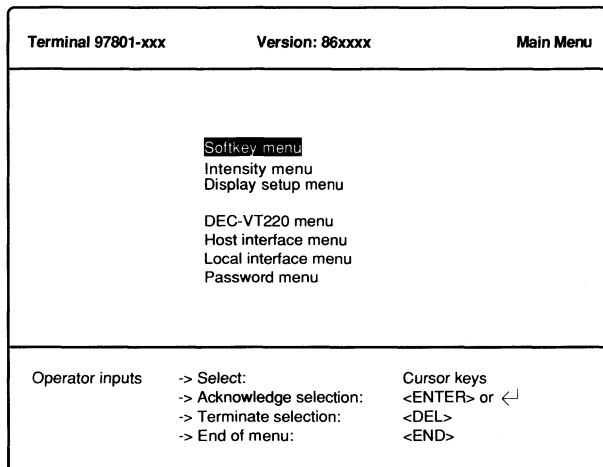 Terminal 97801-xxx Version: 86xxxx Main Menu
Softkey menu
Intensity menu
Display setup menu
DEC-VT220 menu
Host interface menu
Local interface menu
Password menu
Operator inputs -> Select: Cursor keys
-> Acknowledge selection: <ENTER> or ↵
-> Terminate selection: <DEL>
-> End of menu: <END>